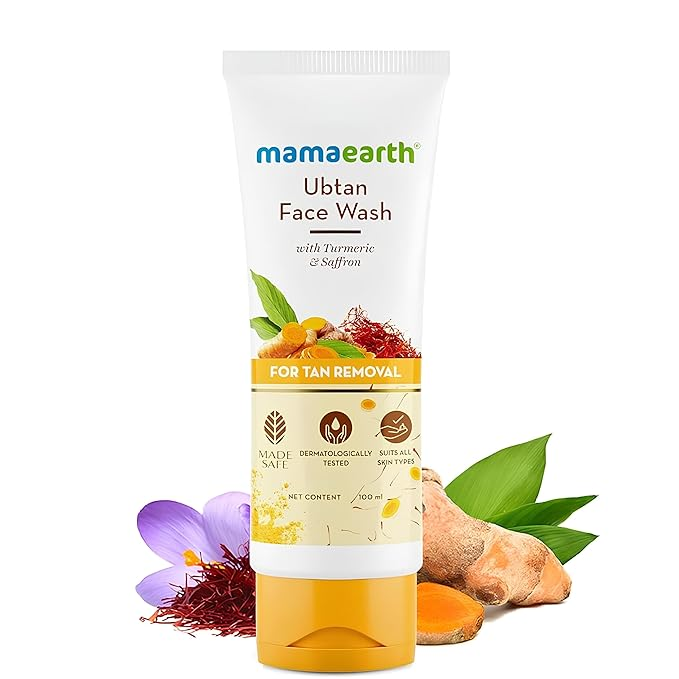 mamaearth®
Ubtan
Face Wash
with Turmeric
& Saffron
FOR TAN REMOVAL
MADE
SAFE
DERMATOLOGICALLY
TESTED
SUITS ALL
SKIN TYPES
NET CONTENT 100 ml